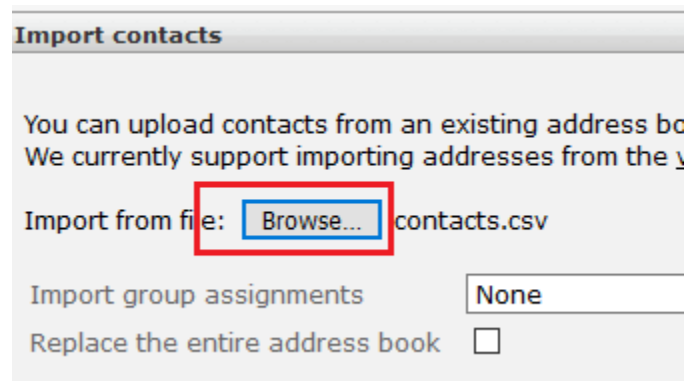 Import contacts
You can upload contacts from an existing address bo
We currently support importing addresses from the
Import from file: Browse... contacts.csv
Import group assignments None
Replace the entire address book